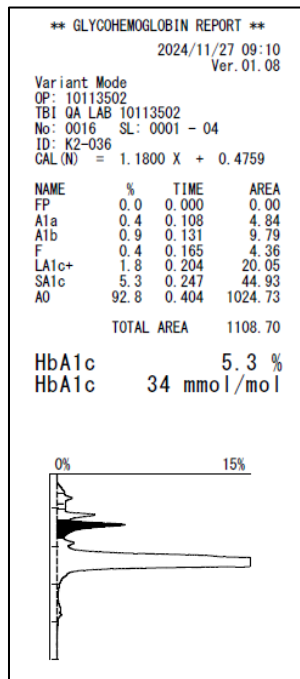 ** GLYCOHEMOGLOBIN REPORT **
2024/11/27 09:10
Ver.01.08
Variant Mode
OP: 10113502
TBI QA LAB 10113502
No: 0016 SL: 0001 - 04
ID: K2-036
CAL(N) = 1.1800 X + 0.4759
NAME % TIME AREA
FP 0.0 0.000 0.00
A1a 0.4 0.108 4.84
A1b 0.9 0.131 9.79
F 0.4 0.165 4.36
LA1c+ 1.8 0.204 20.05
SA1c 5.3 0.247 44.93
A0 92.8 0.404 1024.73
TOTAL AREA 1108.70
HbA1c 5.3 %
HbA1c 34 mmol/mol
0% 15%